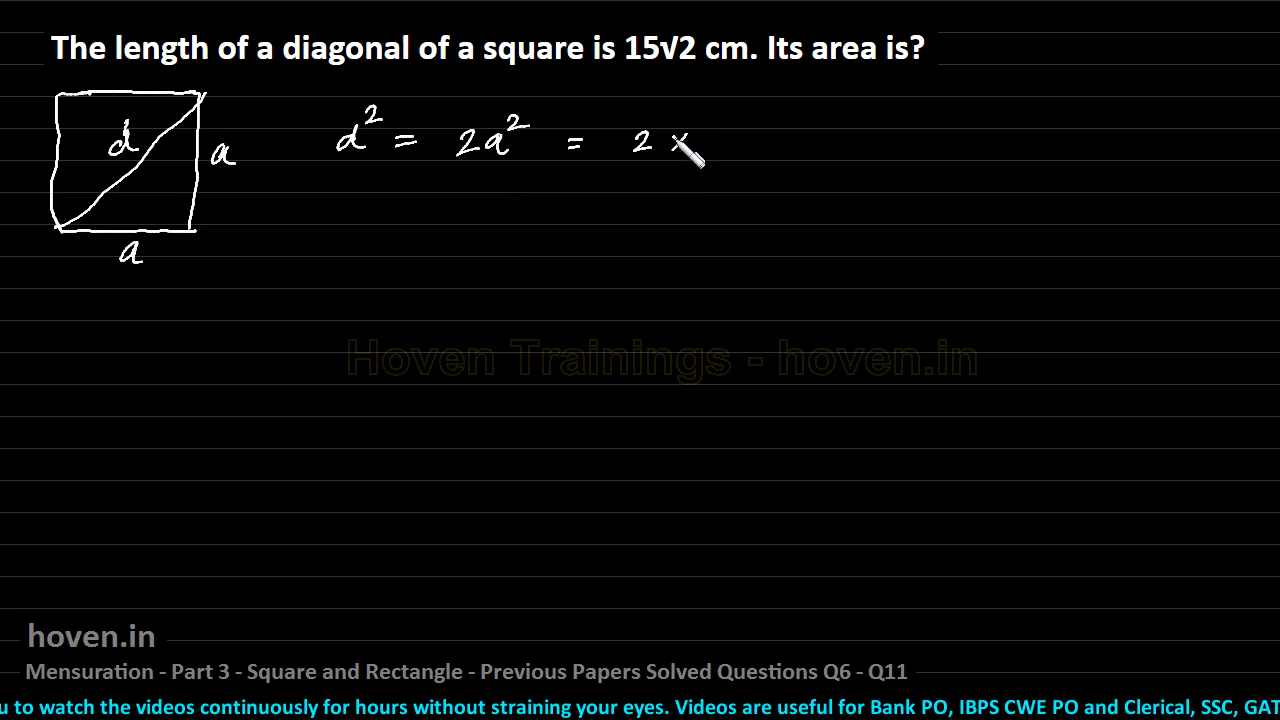 The length of a diagonal of a square is 15√2 cm. Its area is?
d
a
a
d² = 2a² = 2 ×
Hoven Trainings - hoven.in
hoven.in
Mensuration - Part 3 - Square and Rectangle - Previous Papers Solved Questions Q6 - Q11
u to watch the videos continuously for hours without straining your eyes. Videos are useful for Bank PO, IBPS CWE PO and Clerical, SSC, GAT